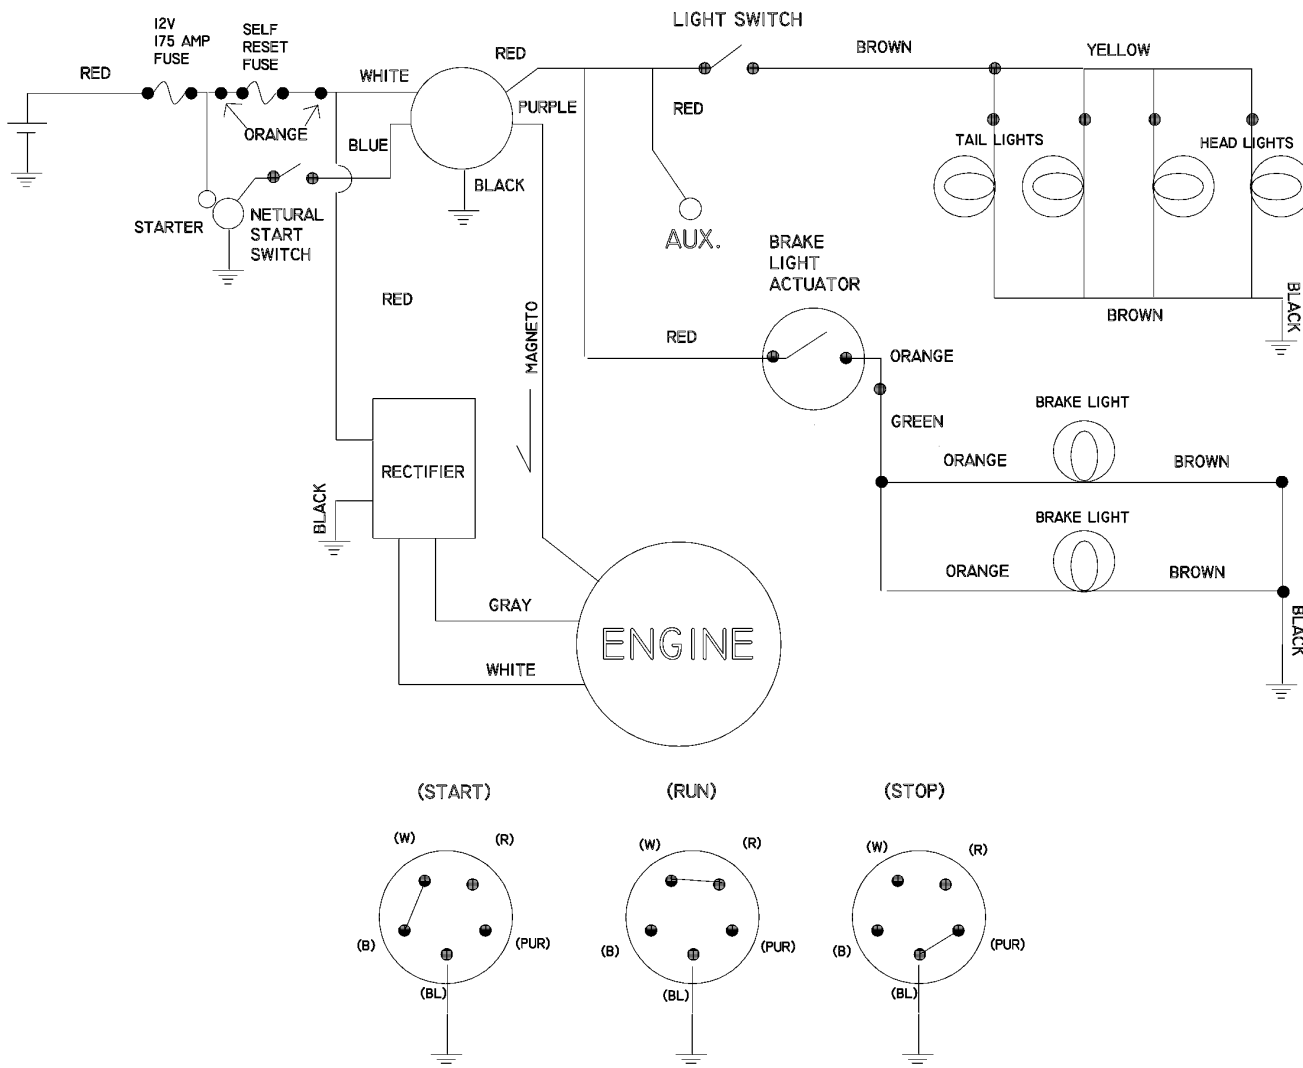 LIGHT SWITCH
12V
175 AMP
FUSE
SELF
RESET
FUSE
RED
WHITE
RED
BROWN
YELLOW
PURPLE
RED
ORANGE
BLUE
TAIL LIGHTS
HEAD LIGHTS
BLACK
STARTER
NETURAL
START
SWITCH
AUX.
BRAKE
LIGHT
ACTUATOR
RED
MAGNETO
BROWN
BLACK
RED
ORANGE
GREEN
BRAKE LIGHT
ORANGE
BROWN
RECTIFIER
BLACK
BRAKE LIGHT
ORANGE
BROWN
BLACK
GRAY
WHITE
ENGINE
(START)
(RUN)
(STOP)
(W)
(R)
(B)
(PUR)
(BL)
(W)
(R)
(B)
(PUR)
(BL)
(W)
(R)
(B)
(PUR)
(BL)